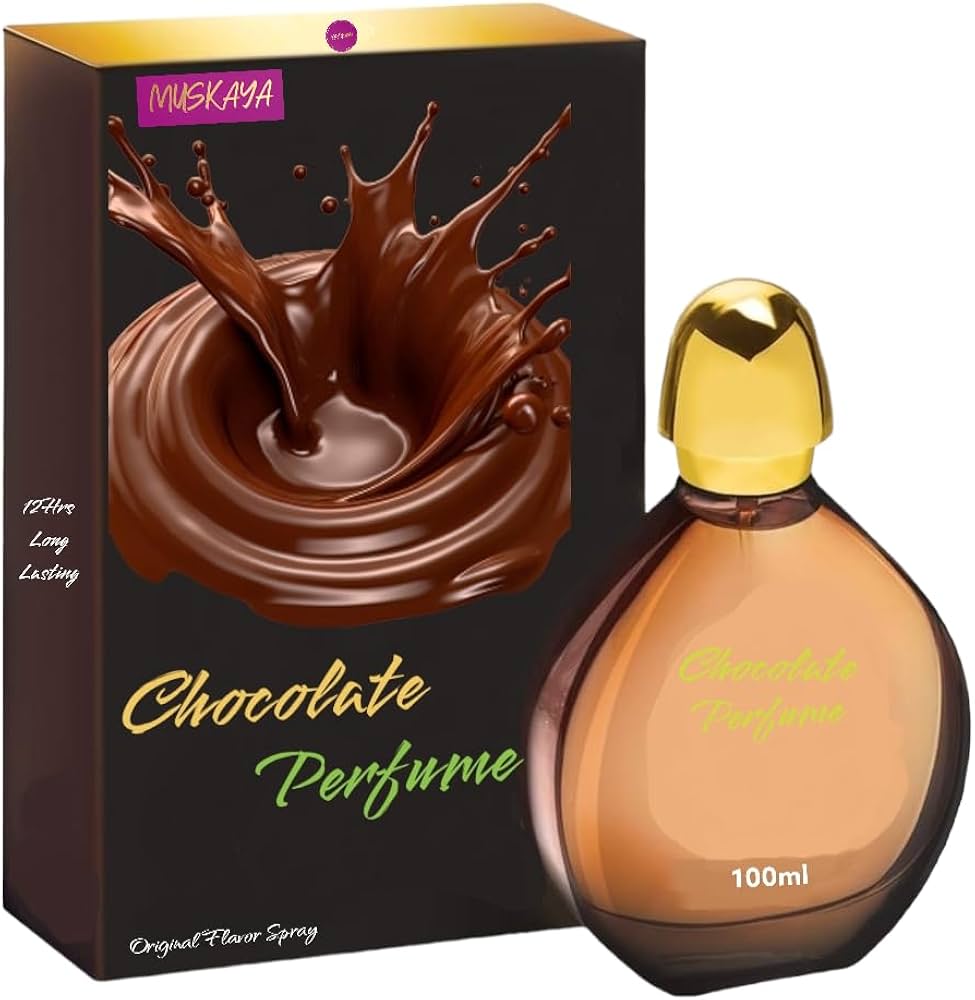 MUSKAYA
12Hrs
Long
Lasting
Chocolate
Perfume
Original Flavor Spray
Chocolate
Perfume
100ml